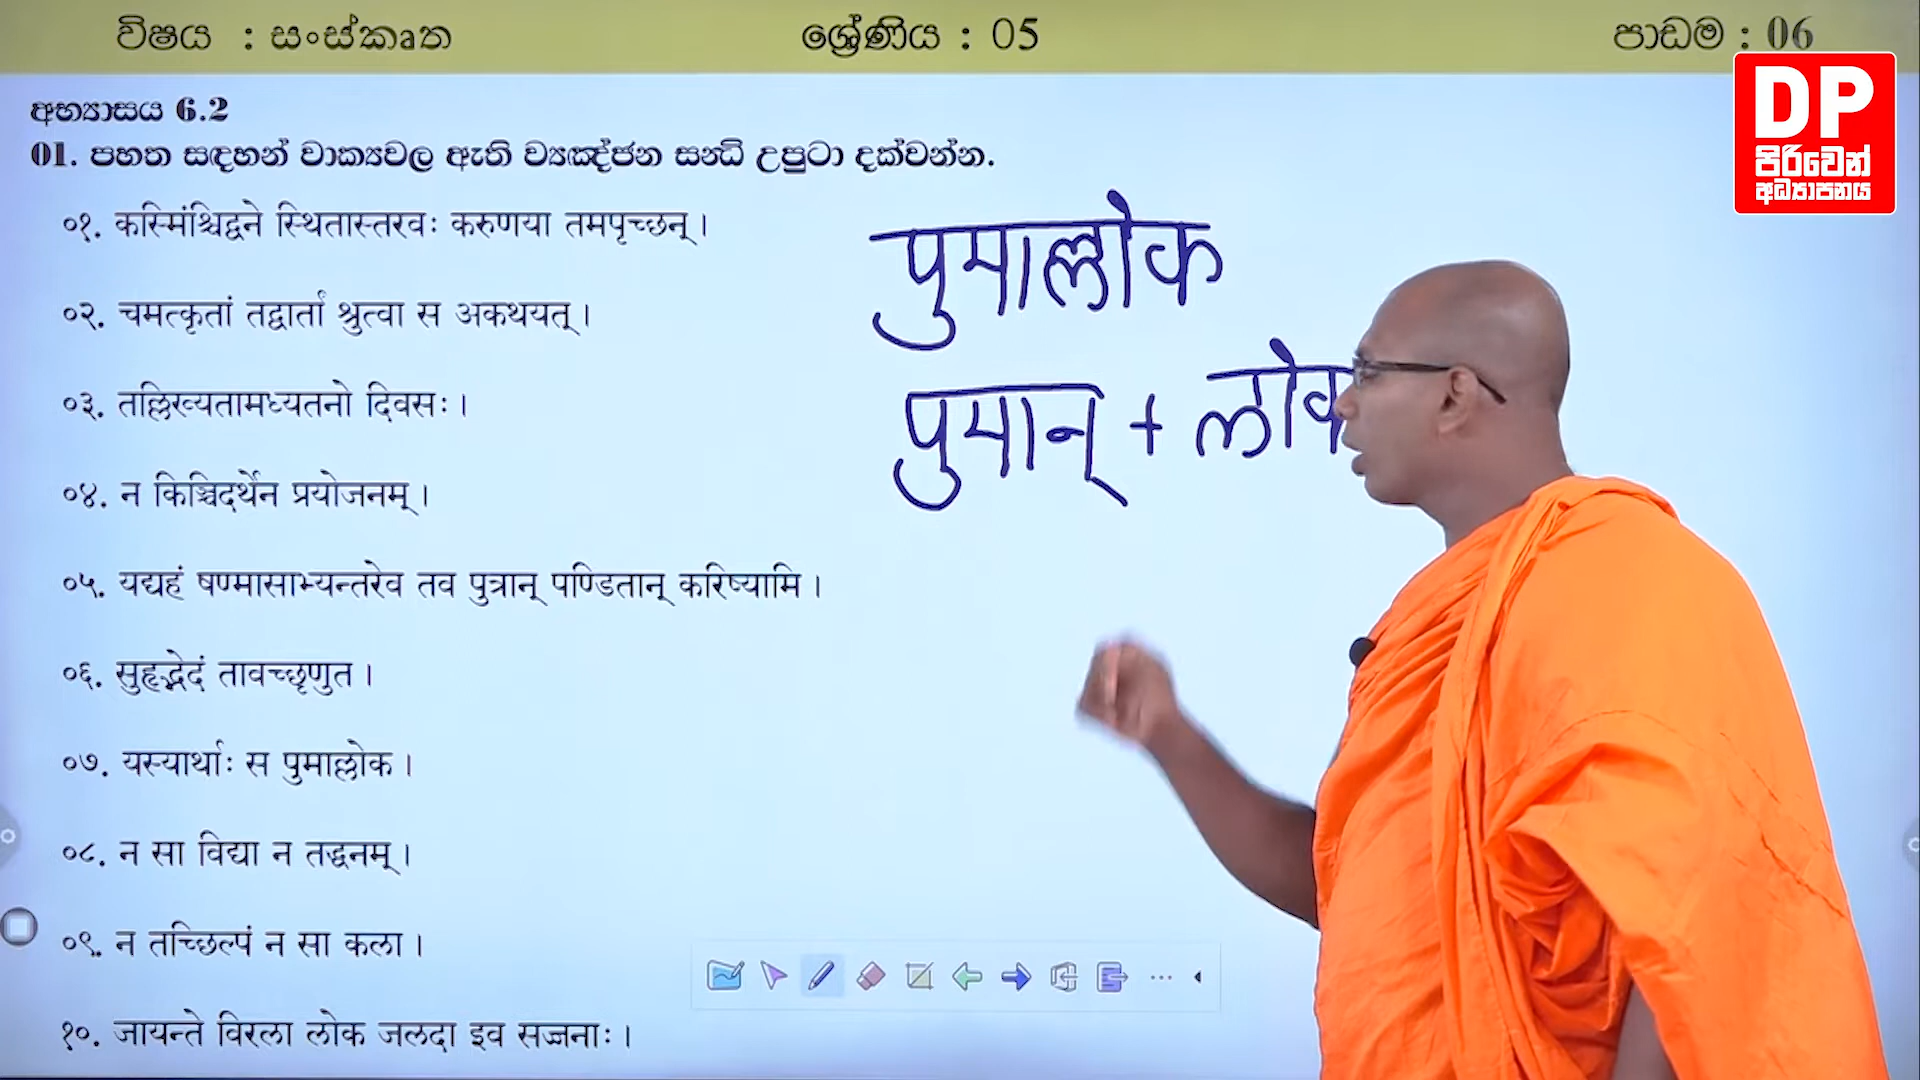 විෂය : සංස්කෘත ශ්‍රේණිය : 05 පාඩම : 06
DP
පිරිවෙන්
අධ්‍යාපනය
අභ්‍යාසය 6.2
01. පහත සඳහන් වාක්‍යවල ඇති ව්‍යඤ්ජන සන්ධි උපුටා දක්වන්න.
०१. कस्मिंश्चिद्वने स्थितास्तरवः करुणया तमपृच्छन् ।
०२. चमत्कृतां तद्वार्तां श्रुत्वा स अकथयत् ।
०३. तल्लिख्यतामध्यतनो दिवसः ।
०४. न किञ्चिदर्थेन प्रयोजनम् ।
०५. यद्यहं षण्मासाभ्यन्तरेव तव पुत्रान् पण्डितान् करिष्यामि ।
०६. सुहृद्भेदं तावच्छृणुत ।
०७. यस्यार्थाः स पुमाल्लोक ।
०८. न सा विद्या न तद्धनम् ।
०९. न तच्छिल्पं न सा कला ।
१०. जायन्ते विरला लोक जलदा इव सज्जनाः ।
पुमाल्लोक
पुमान् + लोक